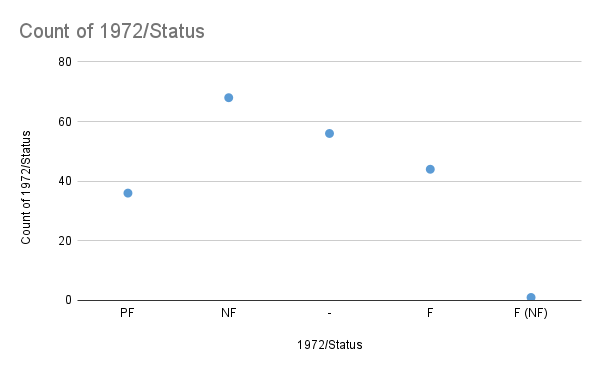 Count of 1972/Status
Count of 1972/Status
80
60
40
20
0
PF NF - F F (NF)
1972/Status